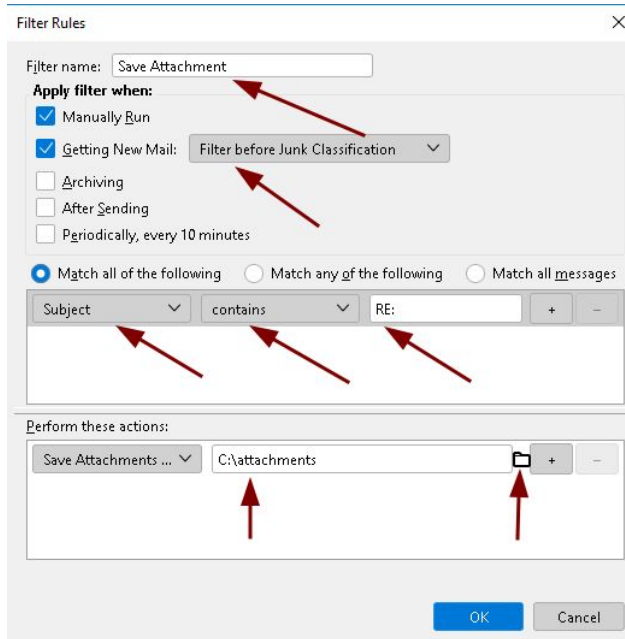 Filter Rules
Filter name: Save Attachment
Apply filter when:
Manually Run
Getting New Mail: Filter before Junk Classification
Archiving
After Sending
Periodically, every 10 minutes
Match all of the following Match any of the following Match all messages
Subject contains RE: + -
Perform these actions:
Save Attachments ... C:\attachments + -
OK Cancel